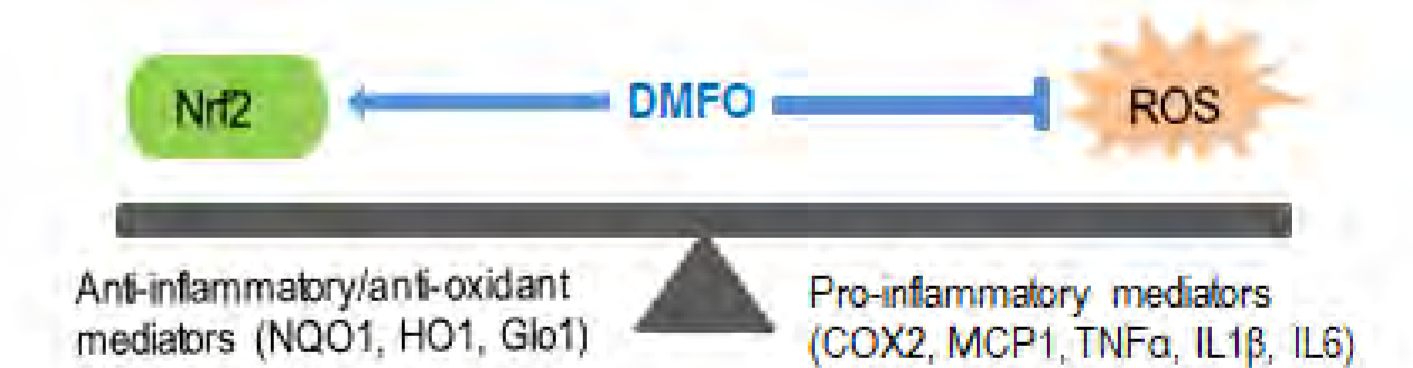 Nrf2
DMFO
ROS
Anti-inflammatory/anti-oxidant
mediators (NQO1, HO1, Glo1)
Pro-inflammatory mediators
(COX2, MCP1, TNFα, IL1β, IL6)